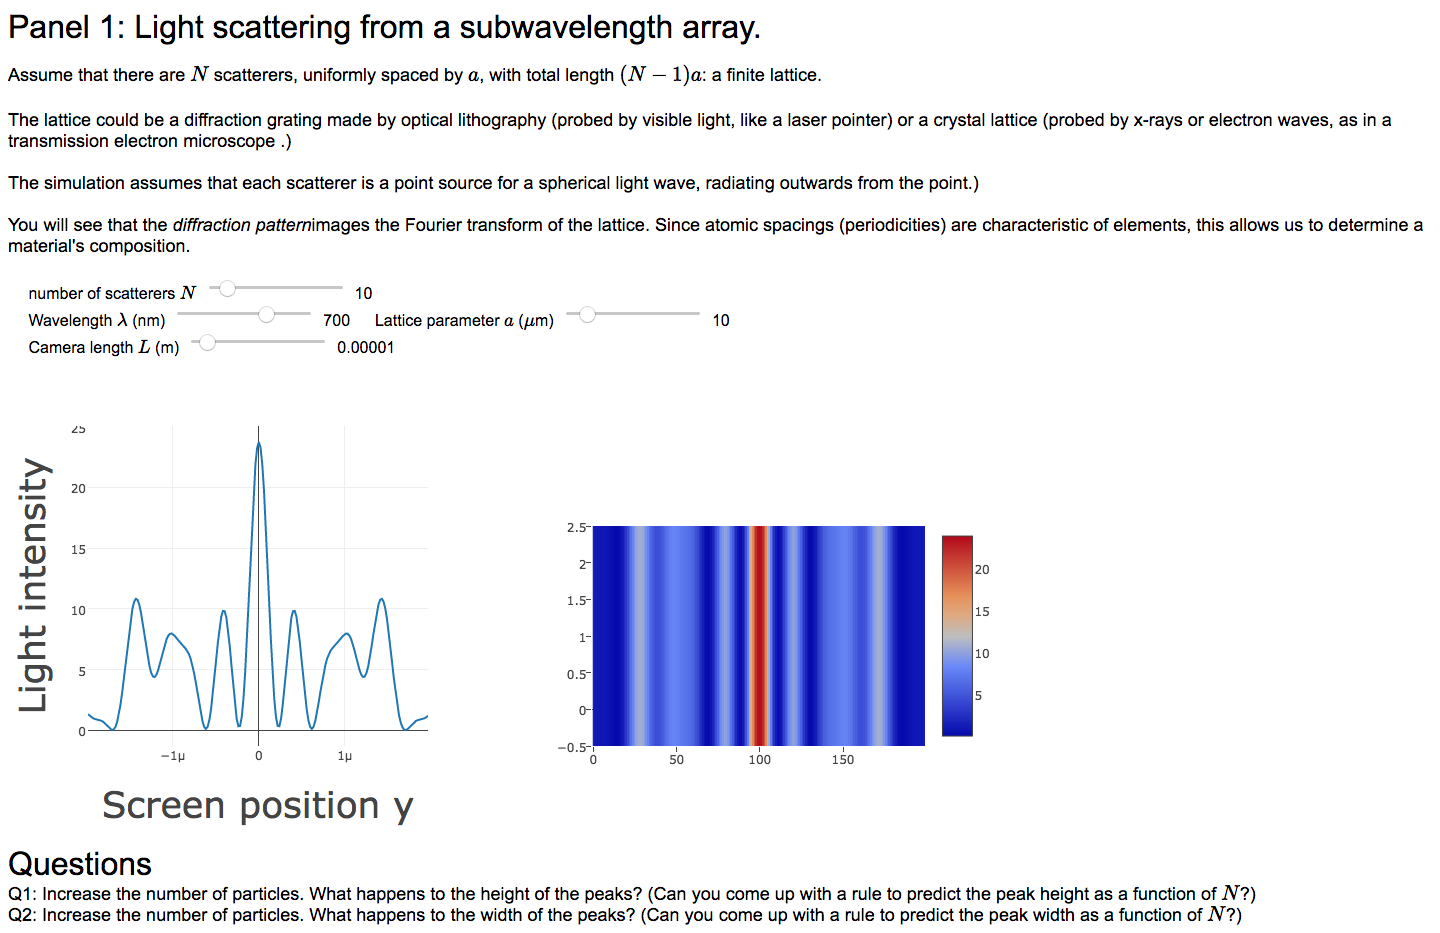 Panel 1: Light scattering from a subwavelength array.
Assume that there are N scatterers, uniformly spaced by a, with total length (N − 1)a: a finite lattice.
The lattice could be a diffraction grating made by optical lithography (probed by visible light, like a laser pointer) or a crystal lattice (probed by x-rays or electron waves, as in a
transmission electron microscope .)
The simulation assumes that each scatterer is a point source for a spherical light wave, radiating outwards from the point.)
You will see that the diffraction patternimages the Fourier transform of the lattice. Since atomic spacings (periodicities) are characteristic of elements, this allows us to determine a
material's composition.
number of scatterers N 10
Wavelength λ (nm) 700 Lattice parameter a (μm) 10
Camera length L (m) 0.00001
25
20
15
10
5
0
Light intensity
−1μ 0 1μ
Screen position y
2.5
2
1.5
1
0.5
0
−0.5
0 50 100 150
20
15
10
5
Questions
Q1: Increase the number of particles. What happens to the height of the peaks? (Can you come up with a rule to predict the peak height as a function of N?)
Q2: Increase the number of particles. What happens to the width of the peaks? (Can you come up with a rule to predict the peak width as a function of N?)